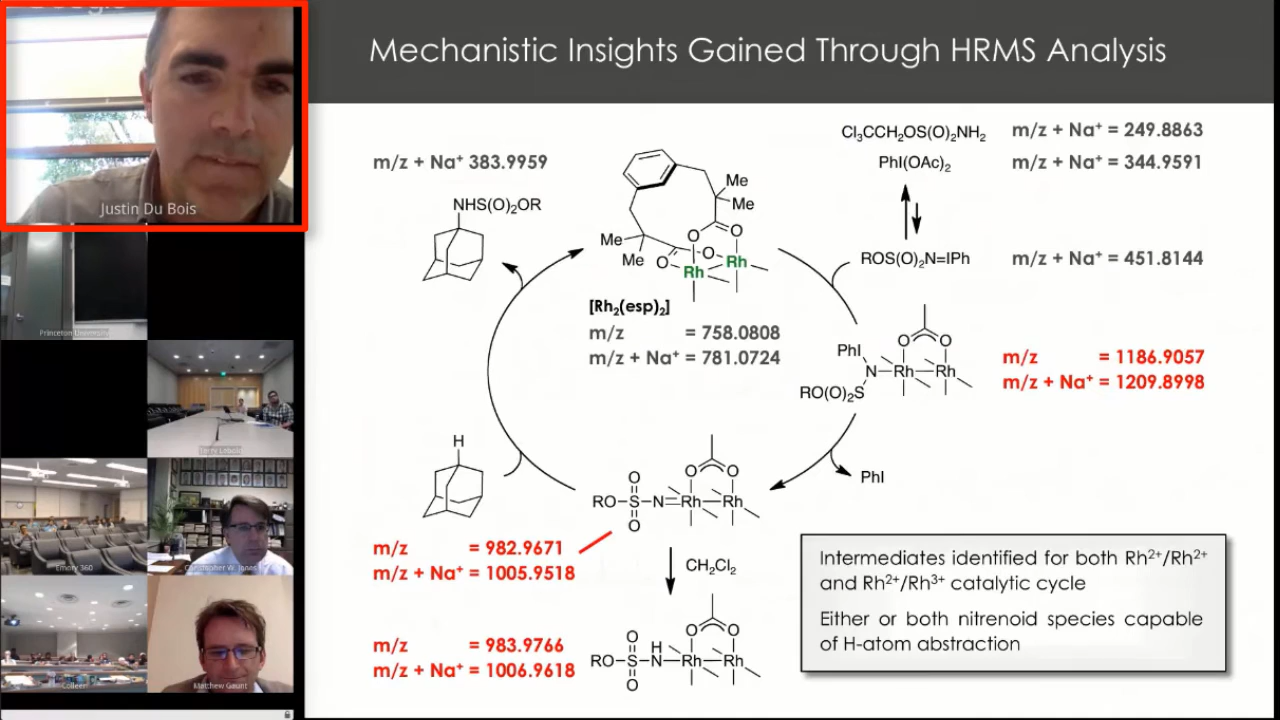 Mechanistic Insights Gained Through HRMS Analysis
Justin Du Bois
Emory 360
Christopher W. Jones
Colleen
Matthew Gaunt
Cl₃CCH₂OS(O)₂NH₂ m/z + Na⁺ = 249.8863
PhI(OAc)₂ m/z + Na⁺ = 344.9591
m/z + Na⁺ 383.9959
NHS(O)₂OR
Me
Me
Me
Me
O
O
O
O
Rh
Rh
ROS(O)₂N=IPh m/z + Na⁺ = 451.8144
[Rh₂(esp)₂]
m/z = 758.0808
m/z + Na⁺ = 781.0724
O O
PhI
N Rh Rh
RO(O)₂S
m/z = 1186.9057
m/z + Na⁺ = 1209.8998
H
PhI
O O
O
RO S N Rh Rh
O
m/z = 982.9671
m/z + Na⁺ = 1005.9518
CH₂Cl₂
O O
O H
RO S N Rh Rh
O
m/z = 983.9766
m/z + Na⁺ = 1006.9618
Intermediates identified for both Rh²⁺/Rh²⁺
and Rh²⁺/Rh³⁺ catalytic cycle
Either or both nitrenoid species capable
of H-atom abstraction